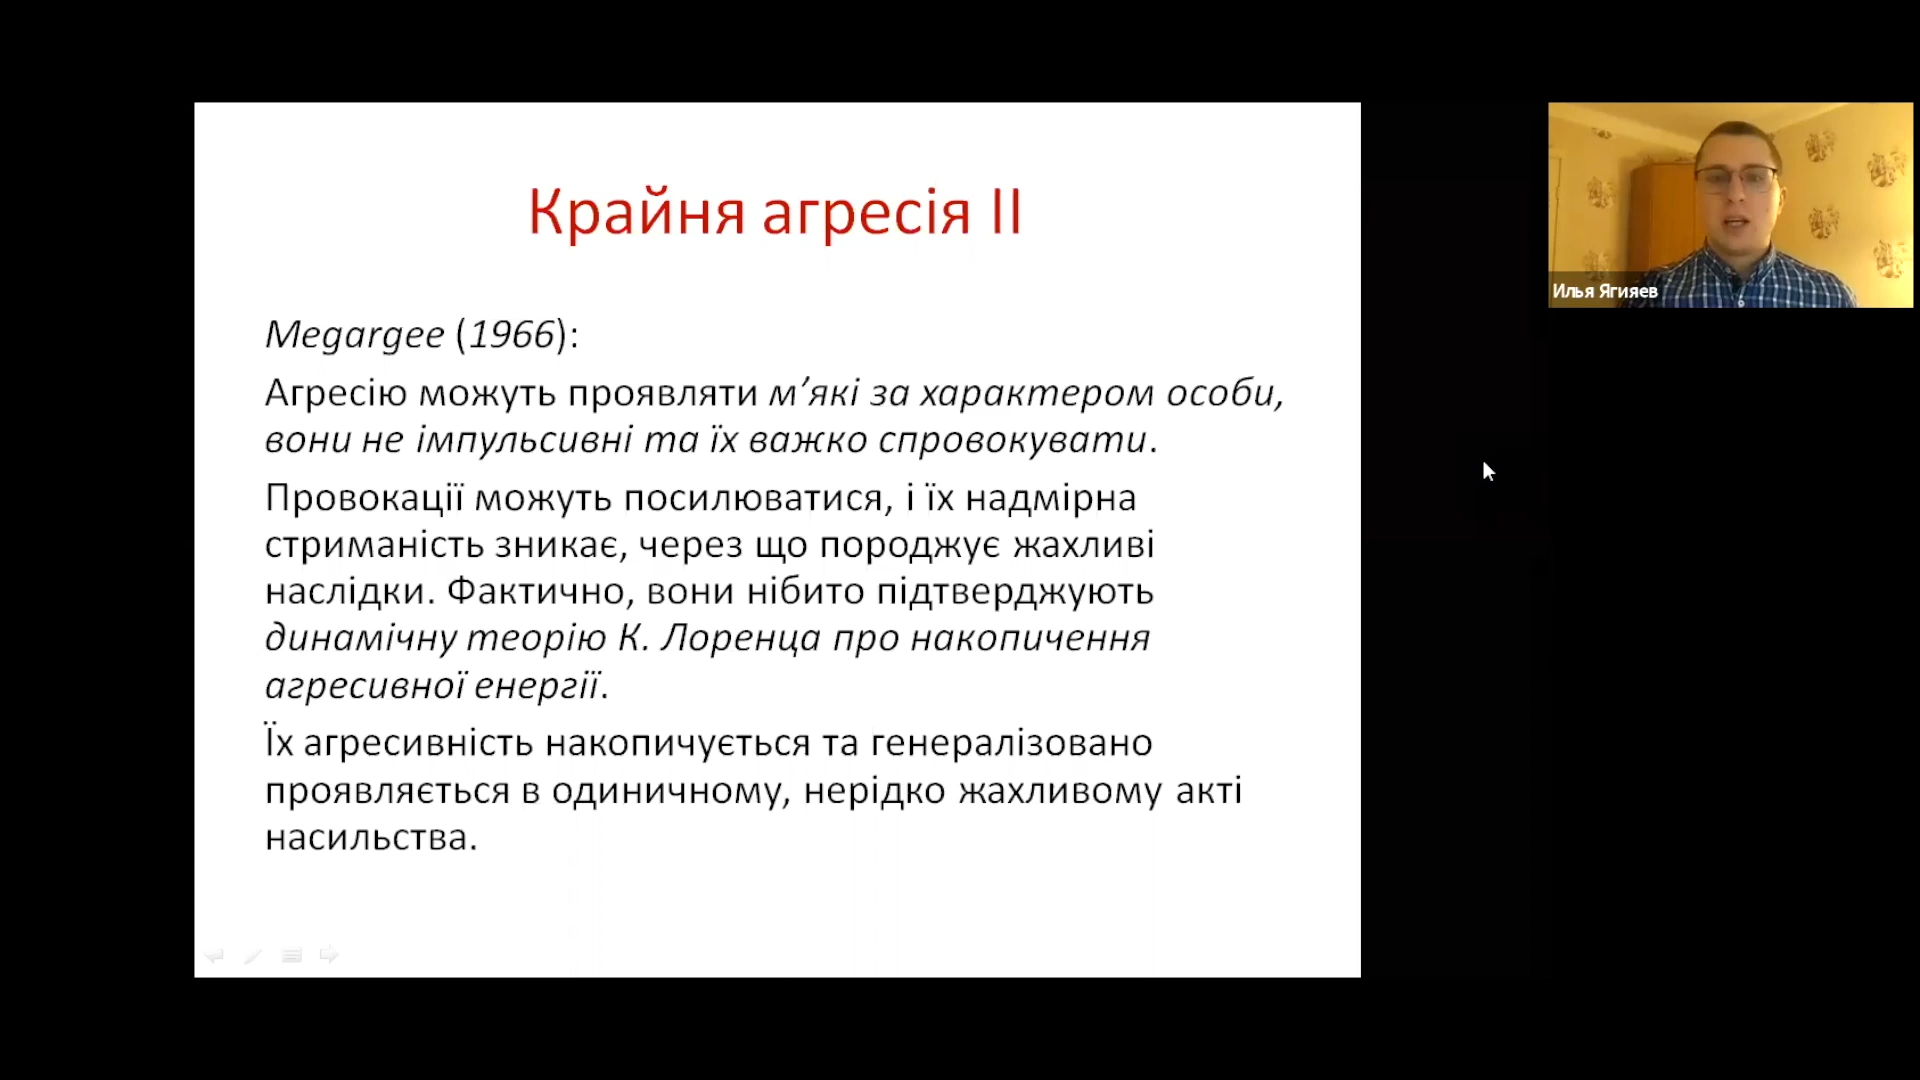 Крайня агресія II
Megargee (1966):
Агресію можуть проявляти м’які за характером особи,
вони не імпульсивні та їх важко спровокувати.
Провокації можуть посилюватися, і їх надмірна
стриманість зникає, через що породжує жахливі
наслідки. Фактично, вони нібито підтверджують
динамічну теорію К. Лоренца про накопичення
агресивної енергії.
Їх агресивність накопичується та генералізовано
проявляється в одиничному, нерідко жахливому акті
насильства.
Илья Ягияев